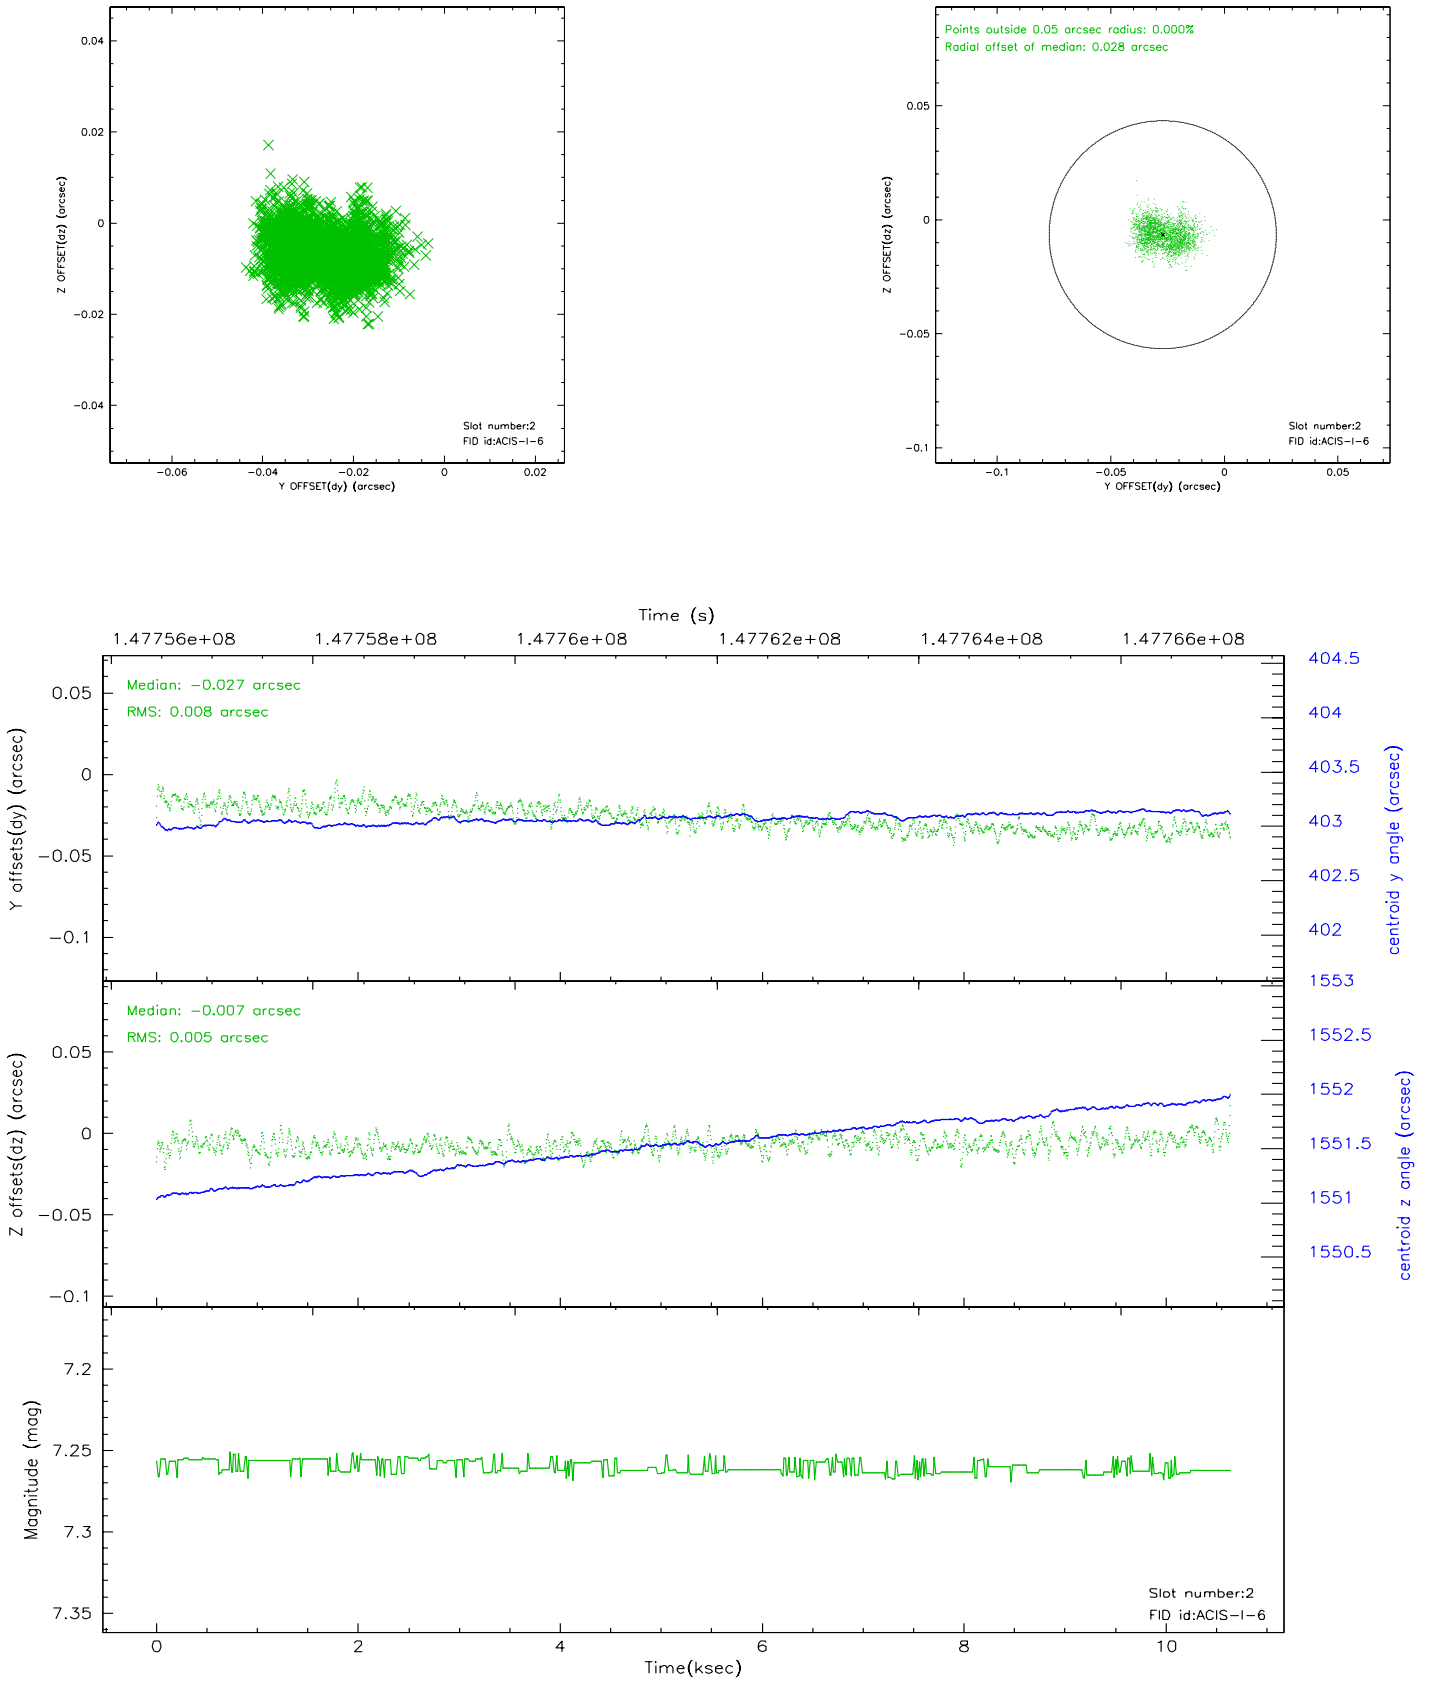 0.04
0.02
0
-0.02
-0.04
-0.06
-0.04
-0.02
0
0.02
Z OFFSET(dz) (arcsec)
Y OFFSET(dy) (arcsec)
Slot number:2
FID id:ACIS-I-6
Points outside 0.05 arcsec radius: 0.000%
Radial offset of median: 0.028 arcsec
0.05
0
-0.05
-0.1
-0.1
-0.05
0
0.05
Z OFFSET(dz) (arcsec)
Y OFFSET(dy) (arcsec)
Slot number:2
FID id:ACIS-I-6
Time (s)
1.47756e+08
1.47758e+08
1.4776e+08
1.47762e+08
1.47764e+08
1.47766e+08
Median: -0.027 arcsec
RMS: 0.008 arcsec
0.05
0
-0.05
-0.1
Y offsets(dy) (arcsec)
404.5
404
403.5
403
402.5
402
centroid y angle (arcsec)
Median: -0.007 arcsec
RMS: 0.005 arcsec
0.05
0
-0.05
-0.1
Z offsets(dz) (arcsec)
1553
1552.5
1552
1551.5
1551
1550.5
centroid z angle (arcsec)
7.2
7.25
7.3
7.35
Magnitude (mag)
Slot number:2
FID id:ACIS-I-6
0
2
4
6
8
10
Time(ksec)